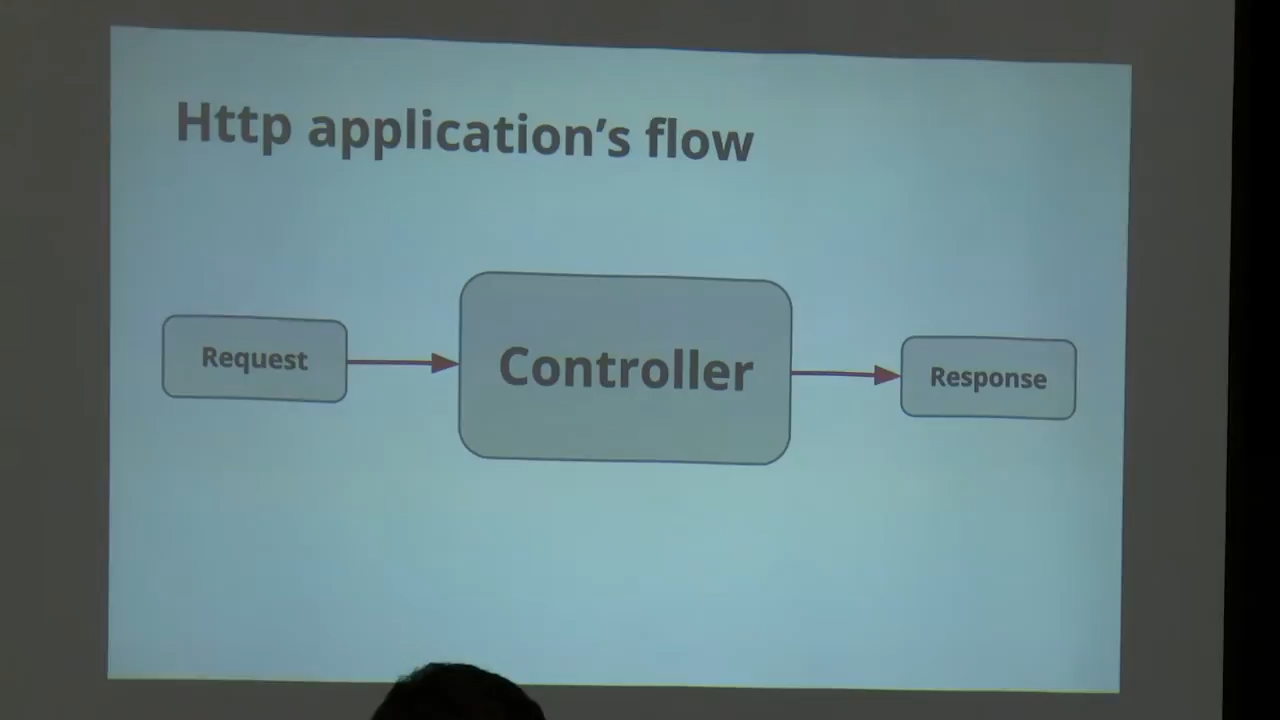 Http application’s flow
Request
Controller
Response